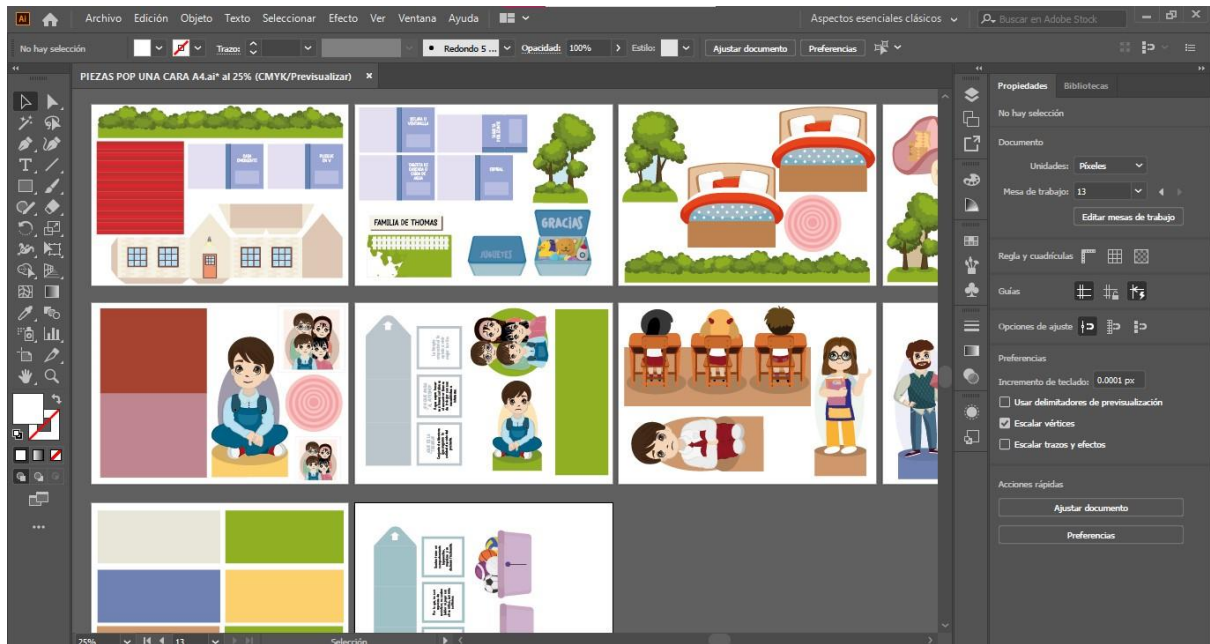 Ai Archivo Edición Objeto Texto Seleccionar Efecto Ver Ventana Ayuda Aspectos esenciales clásicos Buscar en Adobe Stock
No hay selección Trazo: Redondo 5 ... Opacidad: 100% Estilo: Ajustar documento Preferencias
PIEZAS POP UNA CARA A4.ai* al 25% (CMYK/Previsualizar) ×
FAMILIA DE THOMAS
GRACIAS
JUGUETES
Propiedades Bibliotecas
No hay selección
Documento
Unidades: Píxeles
Mesa de trabajo: 13
Editar mesas de trabajo
Regla y cuadrículas
Guías
Opciones de ajuste
Preferencias
Incremento de teclado: 0.0001 px
Usar delimitadores de previsualización
Escalar vértices
Escalar trazos y efectos
Acciones rápidas
Ajustar documento
Preferencias
25% 13 Selección